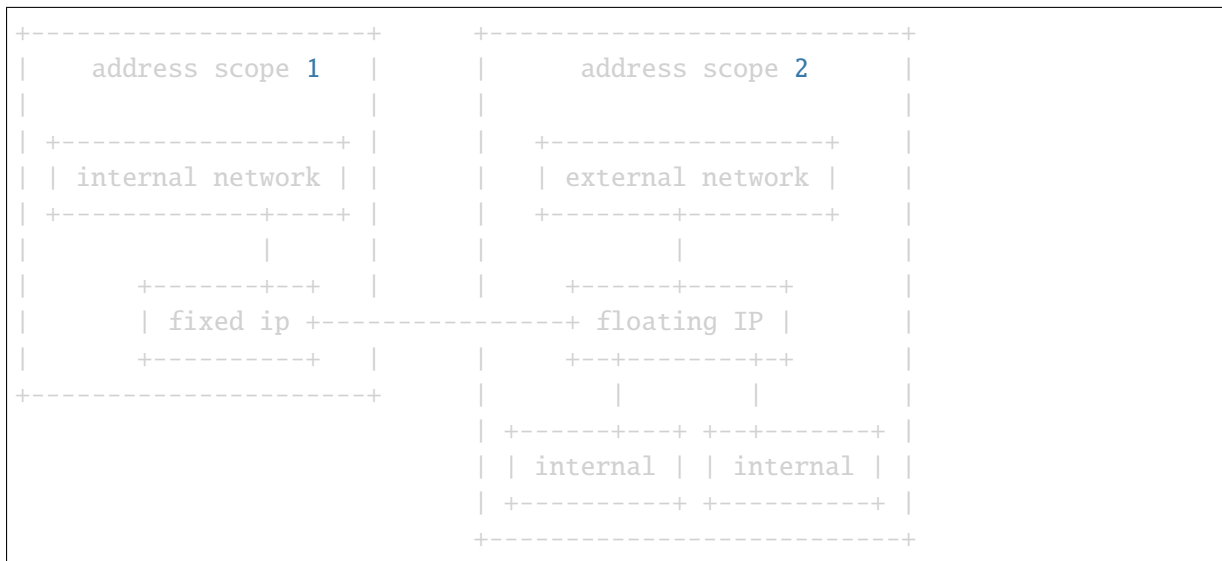 +----------------------+      +---------------------------+
|    address scope 1   |      |      address scope 2      |
|                      |      |                           |
| +------------------+ |      |   +------------------+    |
| | internal network | |      |   | external network |    |
| +-------------+----+ |      |   +--------+---------+    |
|               |      |      |            |              |
|       +-------+--+   |      |     +------+------+       |
|       | fixed ip +----------------+ floating IP |       |
|       +----------+   |      |     +--+--------+-+       |
+----------------------+      |        |        |         |
                              | +------+---+ +--+-------+ |
                              | | internal | | internal | |
                              | +----------+ +----------+ |
                              +---------------------------+